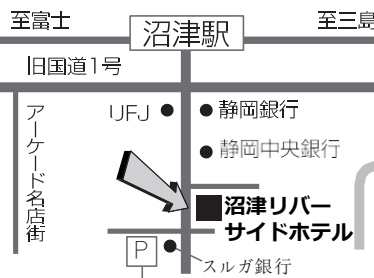 至富士
沼津駅
至三島
旧国道1号
アーケード名店街
UFJ
静岡銀行
静岡中央銀行
沼津リバー
サイドホテル
P
スルガ銀行